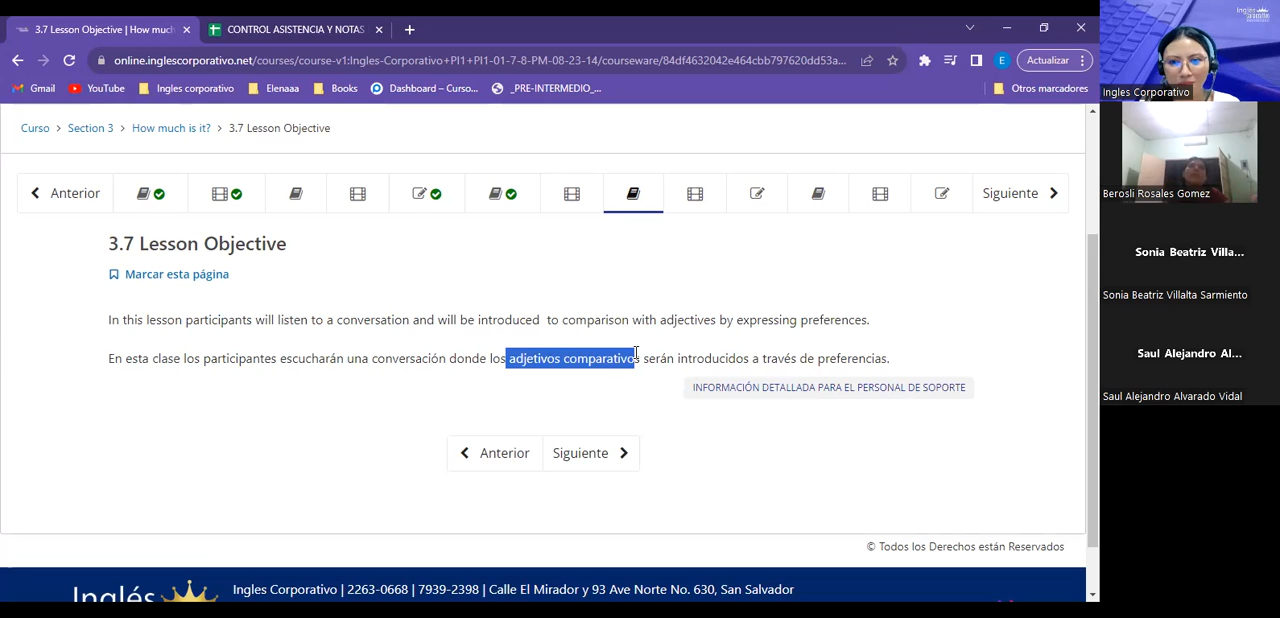 3.7 Lesson Objective | How much
CONTROL ASISTENCIA Y NOTAS
online.inglescorporativo.net/courses/course-v1:Ingles-Corporativo+PI1+PI1-01-7-8-PM-08-23-14/courseware/84df4632042e464cbb797620dd53a...
E
Actualizar
Gmail
YouTube
Ingles corporativo
Elenaaa
Books
Dashboard – Curso...
_PRE-INTERMEDIO_...
Otros marcadores
Curso > Section 3 > How much is it? > 3.7 Lesson Objective
Anterior
Siguiente
3.7 Lesson Objective
Marcar esta página
In this lesson participants will listen to a conversation and will be introduced to comparison with adjectives by expressing preferences.
En esta clase los participantes escucharán una conversación donde los adjetivos comparativos serán introducidos a través de preferencias.
INFORMACIÓN DETALLADA PARA EL PERSONAL DE SOPORTE
Anterior
Siguiente
© Todos los Derechos están Reservados
Inglés
Ingles Corporativo | 2263-0668 | 7939-2988 | Calle El Mirador y 93 Ave Norte No. 630, San Salvador
Ingles Corporativo
Berosli Rosales Gomez
Sonia Beatriz Villa...
Sonia Beatriz Villalta Sarmiento
Saul Alejandro Al...
Saul Alejandro Alvarado Vidal